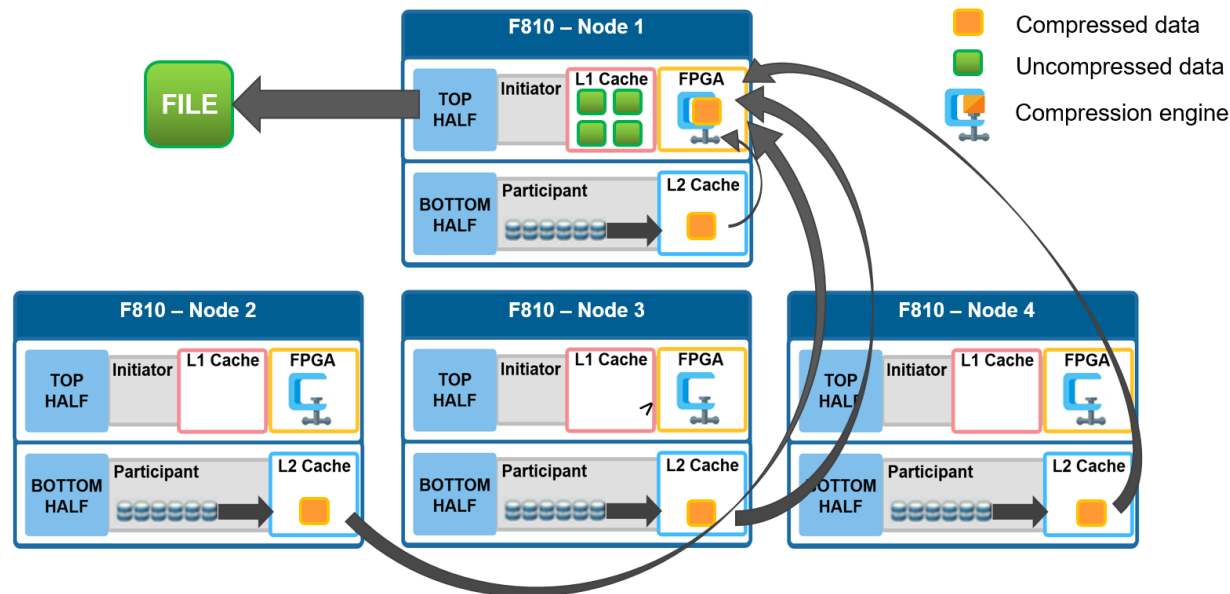 F810 – Node 1
Compressed data
Uncompressed data
Compression engine
FILE
TOP
HALF
Initiator
L1 Cache
FPGA
BOTTOM
HALF
Participant
L2 Cache
F810 – Node 2
TOP
HALF
Initiator
L1 Cache
FPGA
BOTTOM
HALF
Participant
L2 Cache
F810 – Node 3
TOP
HALF
Initiator
L1 Cache
FPGA
BOTTOM
HALF
Participant
L2 Cache
F810 – Node 4
TOP
HALF
Initiator
L1 Cache
FPGA
BOTTOM
HALF
Participant
L2 Cache